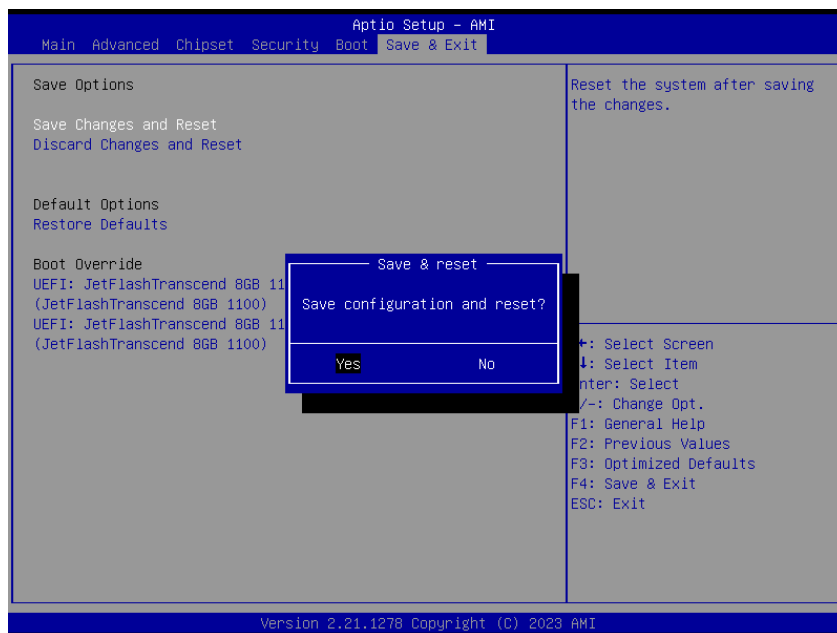 Aptio Setup – AMI
Main Advanced Chipset Security Boot Save & Exit
Save Options
Save Changes and Reset
Discard Changes and Reset
Default Options
Restore Defaults
Boot Override
UEFI: JetFlashTranscend 8GB 11
(JetFlashTranscend 8GB 1100)
UEFI: JetFlashTranscend 8GB 11
(JetFlashTranscend 8GB 1100)
Save & reset
Save configuration and reset?
Yes No
Reset the system after saving
the changes.
: Select Screen
↓: Select Item
nter: Select
/-: Change Opt.
F1: General Help
F2: Previous Values
F3: Optimized Defaults
F4: Save & Exit
ESC: Exit
Version 2.21.1278 Copyright (C) 2023 AMI